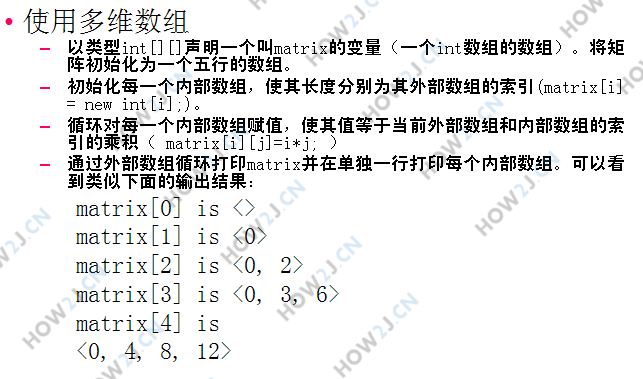 • 使用多维数组
– 以类型int[][]声明一个叫matrix的变量（一个int数组的数组）。将矩
阵初始化为一个五行的数组。
– 初始化每一个内部数组，使其长度分别为其外部数组的索引(matrix[i]
= new int[i];)。
– 循环对每一个内部数组赋值，使其值等于当前外部数组和内部数组的索
引的乘积（ matrix[i][j]=i*j; ）
– 通过外部数组循环打印matrix并在单独一行打印每个内部数组。可以看
到类似下面的输出结果：
matrix[0] is <>
matrix[1] is <0>
matrix[2] is <0, 2>
matrix[3] is <0, 3, 6>
matrix[4] is
<0, 4, 8, 12>
HOW2J.CN
HOW2J.CN
HOW2J.CN
HOW2J.CN
HOW2J.CN
HOW2J.CN
HOW2J.CN
HOW2J.CN